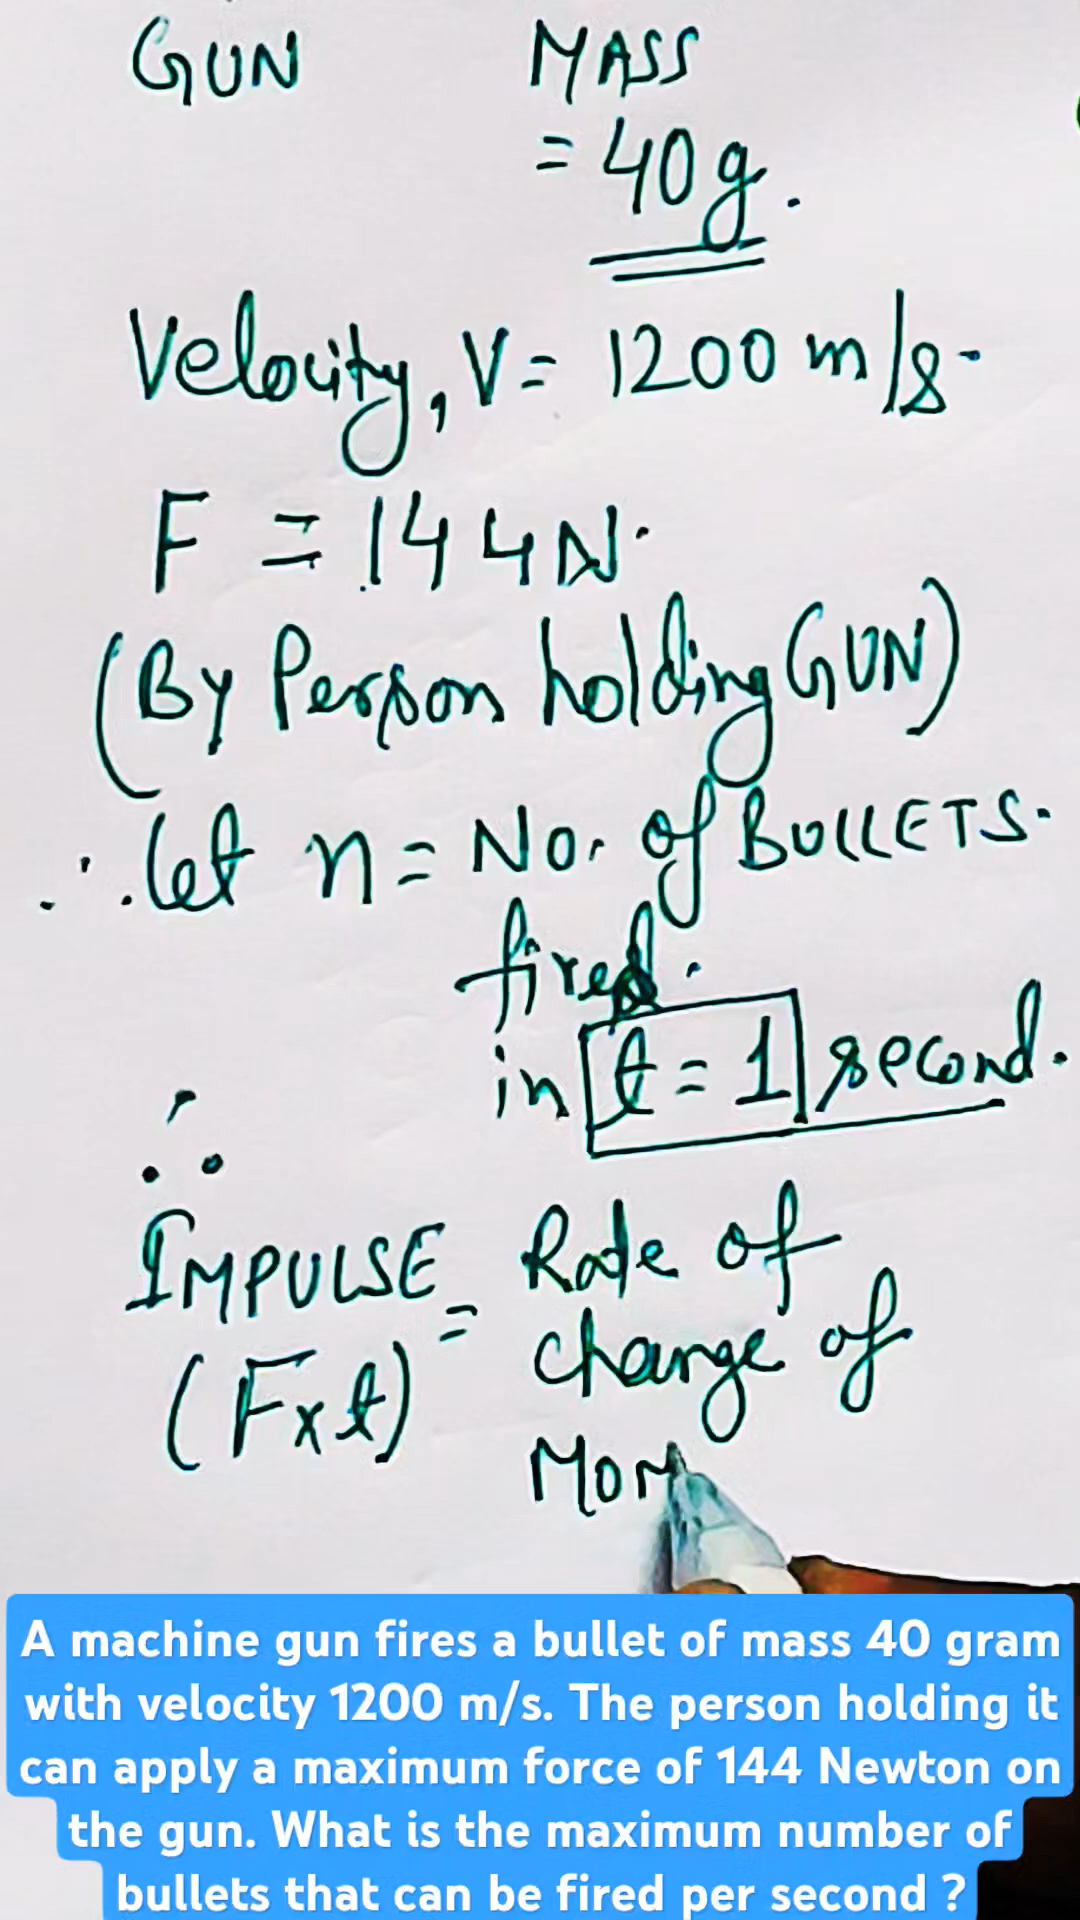 GUN MASS
= 40g.
Velocity, V = 1200 m/s.
F = 144N.
(By Person holding GUN)
∴ Let n = No. of BULLETS.
fired.
in t = 1 second.
∴
IMPULSE = Rate of
(F x t) change of
MOM
A machine gun fires a bullet of mass 40 gram
with velocity 1200 m/s. The person holding it
can apply a maximum force of 144 Newton on
the gun. What is the maximum number of
bullets that can be fired per second ?